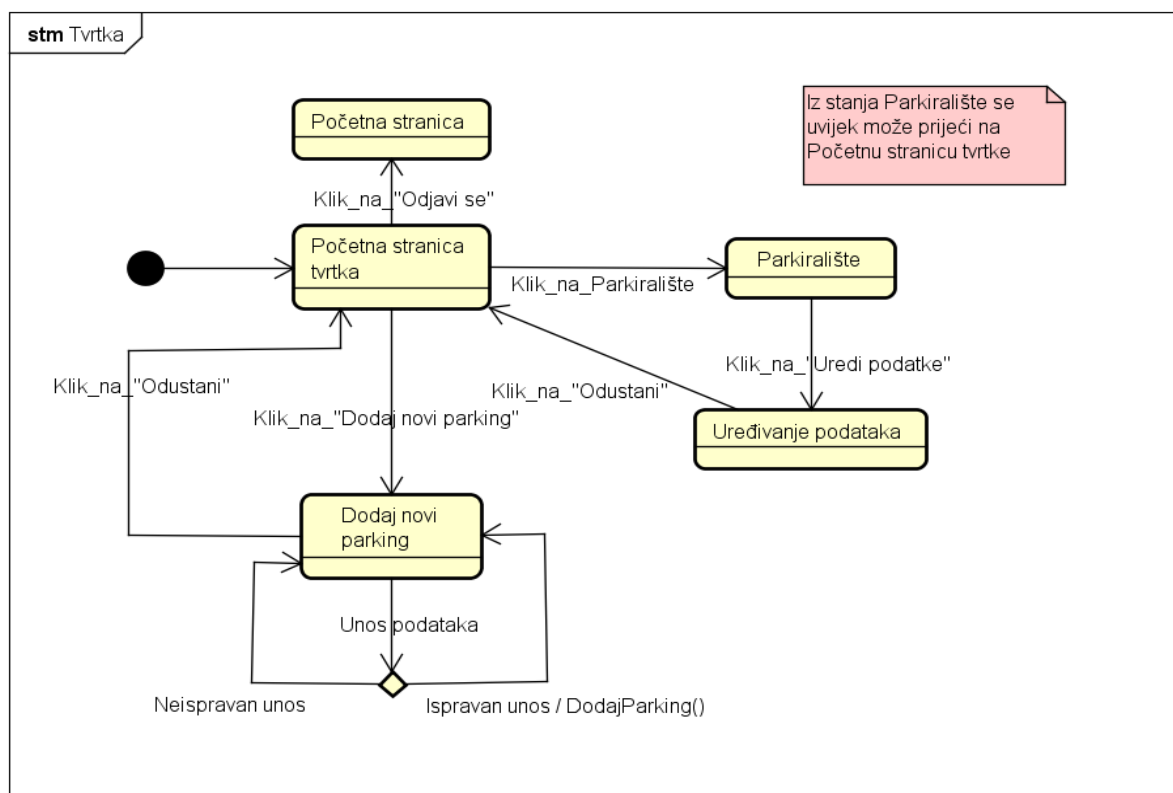 stm Tvrtka
Početna stranica
Iz stanja Parkiralište se
uvijek može prijeći na
Početnu stranicu tvrtke
Klik_na_"Odjavi se"
Početna stranica
tvrtka
Parkiralište
Klik_na_Parkiralište
Klik_na_"Uredi podatke"
Klik_na_"Odustani"
Klik_na_"Odustani"
Klik_na_"Dodaj novi parking"
Uređivanje podataka
Dodaj novi
parking
Unos podataka
Neispravan unos
Ispravan unos / DodajParking()